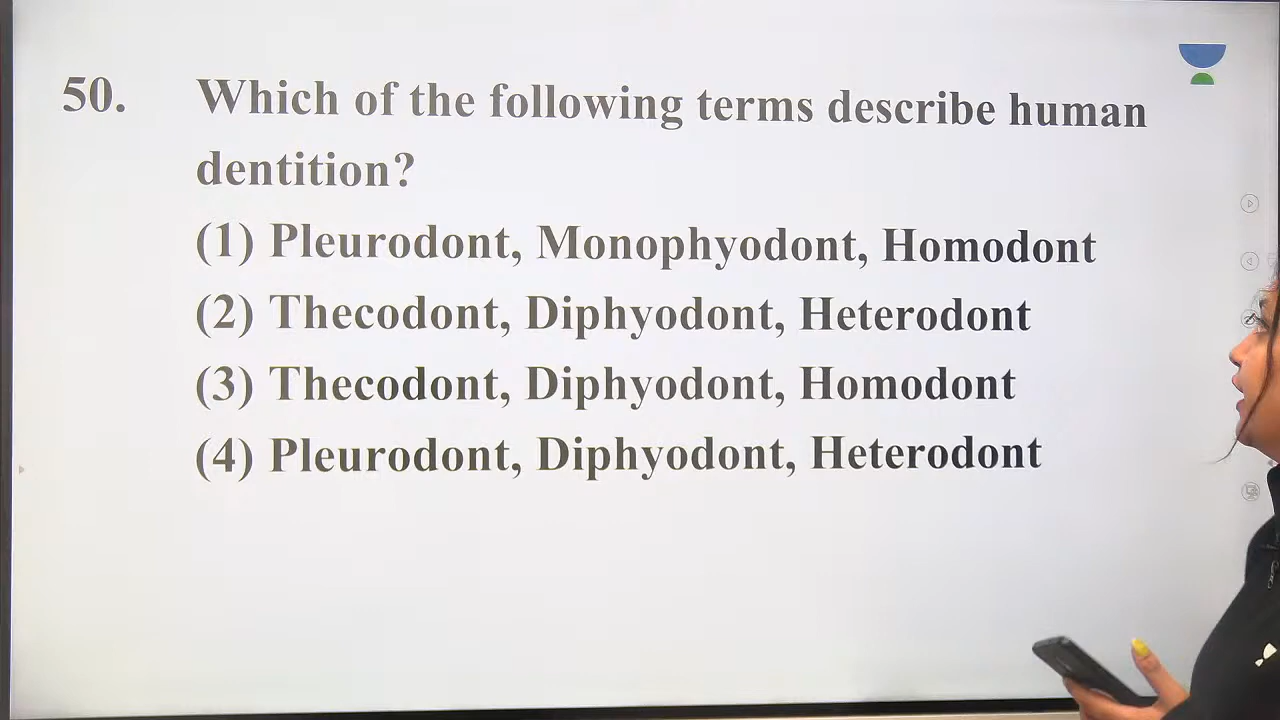 50. Which of the following terms describe human
dentition?
(1) Pleurodont, Monophyodont, Homodont
(2) Thecodont, Diphyodont, Heterodont
(3) Thecodont, Diphyodont, Homodont
(4) Pleurodont, Diphyodont, Heterodont